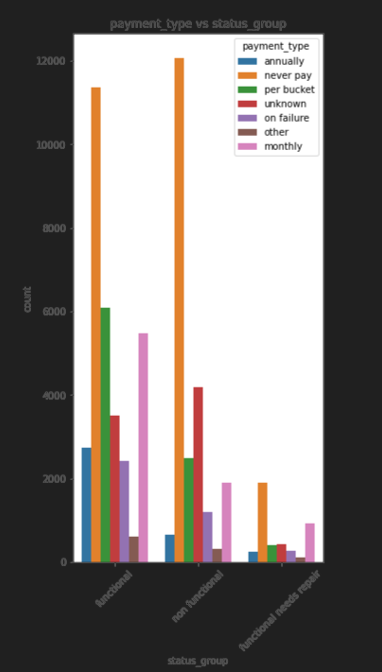 payment_type vs status_group
payment_type
annually
never pay
per bucket
unknown
on failure
other
monthly
12000
10000
8000
6000
4000
2000
0
count
functional
non functional
functional needs repair
status_group